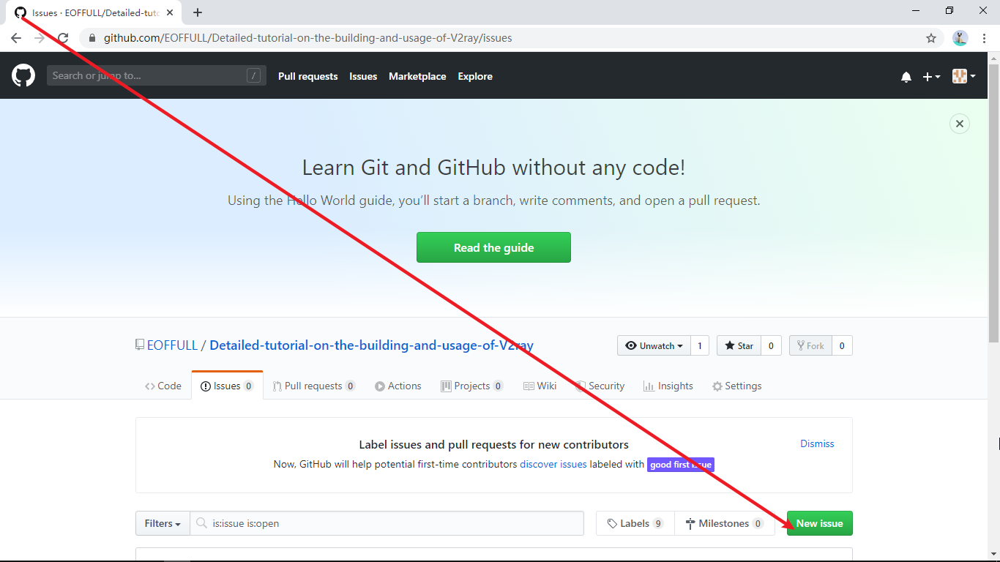 Issues · EOFFULL/Detailed-tuto
github.com/EOFFULL/Detailed-tutorial-on-the-building-and-usage-of-V2ray/issues
Search or jump to... / Pull requests Issues Marketplace Explore
Learn Git and GitHub without any code!
Using the Hello World guide, you’ll start a branch, write comments, and open a pull request.
Read the guide
EOFFULL / Detailed-tutorial-on-the-building-and-usage-of-V2ray Unwatch 1 Star 0 Fork 0
Code Issues 0 Pull requests 0 Actions Projects 0 Wiki Security Insights Settings
Label issues and pull requests for new contributors Dismiss
Now, GitHub will help potential first-time contributors discover issues labeled with good first issue
Filters is:issue is:open Labels 9 Milestones 0 New issue